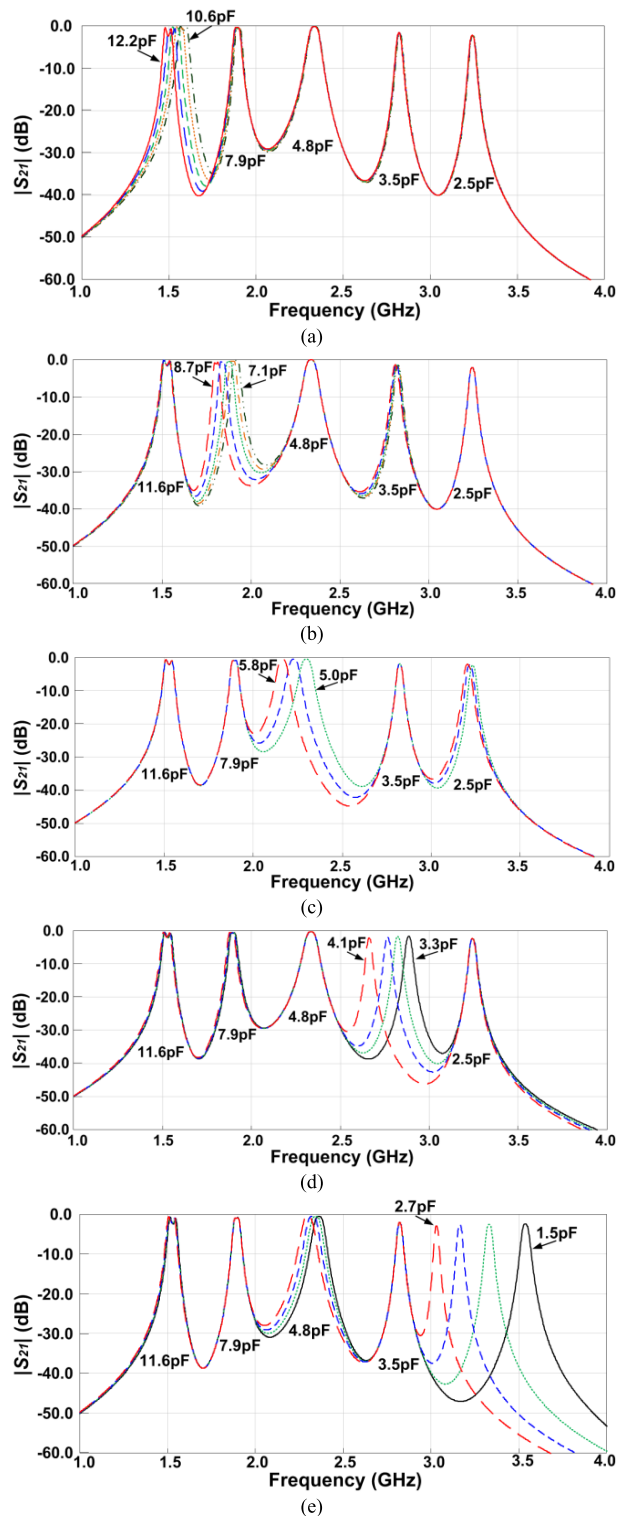 0.0
-10.0
-20.0
-30.0
-40.0
-50.0
-60.0
|S21| (dB)
12.2pF
10.6pF
7.9pF
4.8pF
3.5pF
2.5pF
1.0 1.5 2.0 2.5 3.0 3.5 4.0
Frequency (GHz)
(a)
0.0
-10.0
-20.0
-30.0
-40.0
-50.0
-60.0
|S21| (dB)
8.7pF
7.1pF
11.6pF
4.8pF
3.5pF
2.5pF
1.0 1.5 2.0 2.5 3.0 3.5 4.0
Frequency (GHz)
(b)
0.0
-10.0
-20.0
-30.0
-40.0
-50.0
-60.0
|S21| (dB)
5.8pF
5.0pF
11.6pF
7.9pF
3.5pF
2.5pF
1.0 1.5 2.0 2.5 3.0 3.5 4.0
Frequency (GHz)
(c)
0.0
-10.0
-20.0
-30.0
-40.0
-50.0
-60.0
|S21| (dB)
4.1pF
3.3pF
11.6pF
7.9pF
4.8pF
2.5pF
1.0 1.5 2.0 2.5 3.0 3.5 4.0
Frequency (GHz)
(d)
0.0
-10.0
-20.0
-30.0
-40.0
-50.0
-60.0
|S21| (dB)
2.7pF
1.5pF
11.6pF
7.9pF
4.8pF
3.5pF
1.0 1.5 2.0 2.5 3.0 3.5 4.0
Frequency (GHz)
(e)